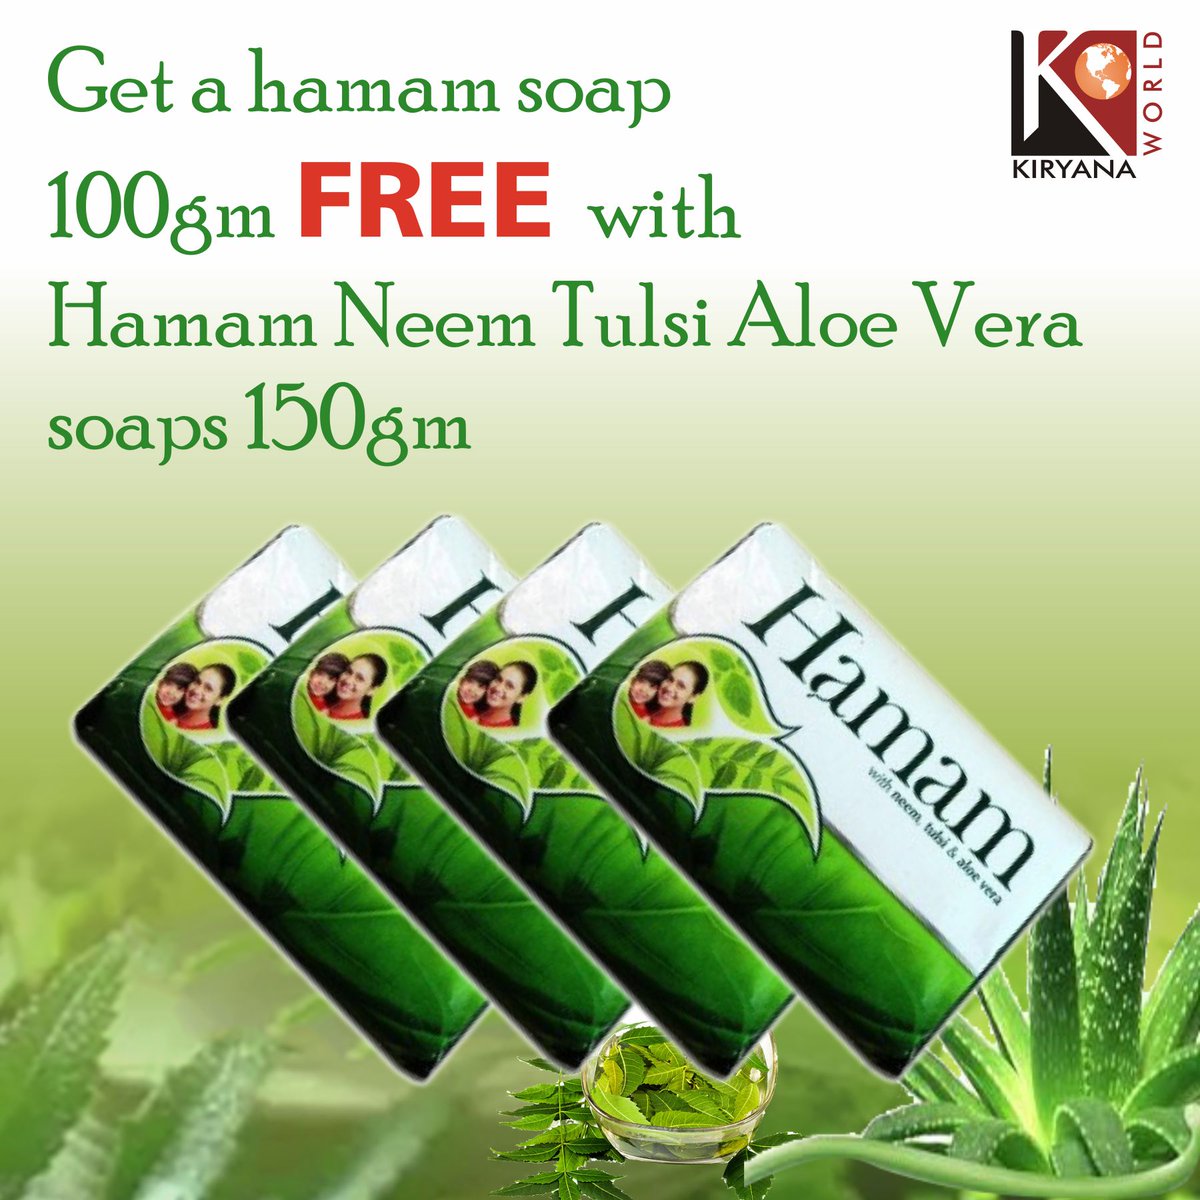 Get a hamam soap
100gm FREE with
Hamam Neem Tulsi Aloe Vera
soaps 150gm
K
KIRYANA
WORLD
H
H
H
Hamam
with neem, tulsi & aloe vera